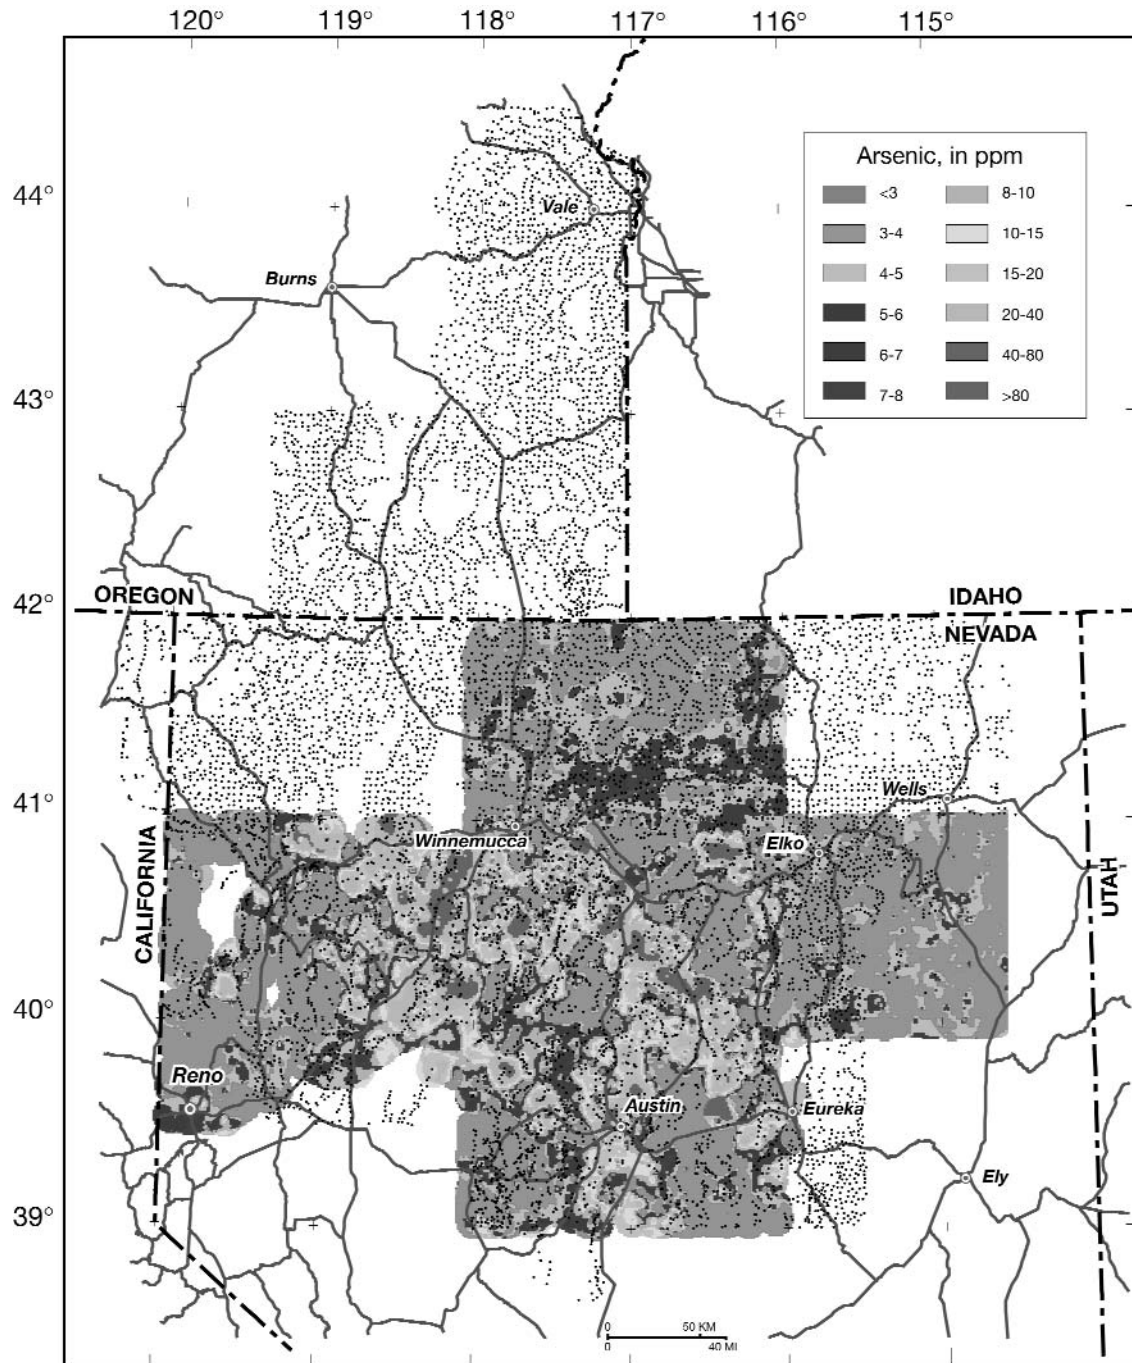 120° 119° 118° 117° 116° 115°
Arsenic, in ppm
<3 8-10
3-4 10-15
4-5 15-20
5-6 20-40
6-7 40-80
7-8 >80
44°
Vale
Burns
43°
42°
OREGON IDAHO
NEVADA
41°
Wells
Winnemucca Elko
CALIFORNIA
UTAH
40°
Reno
Austin Eureka
Ely
39°
0 50 KM
0 40 MI